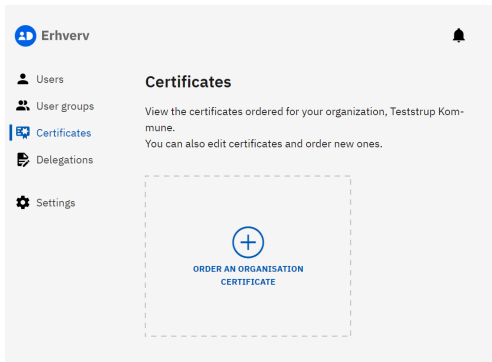 Erhverv
Users
User groups
Certificates
Delegations
Settings
Certificates
View the certificates ordered for your organization, Teststrup Kom-
mune.
You can also edit certificates and order new ones.
ORDER AN ORGANISATION
CERTIFICATE